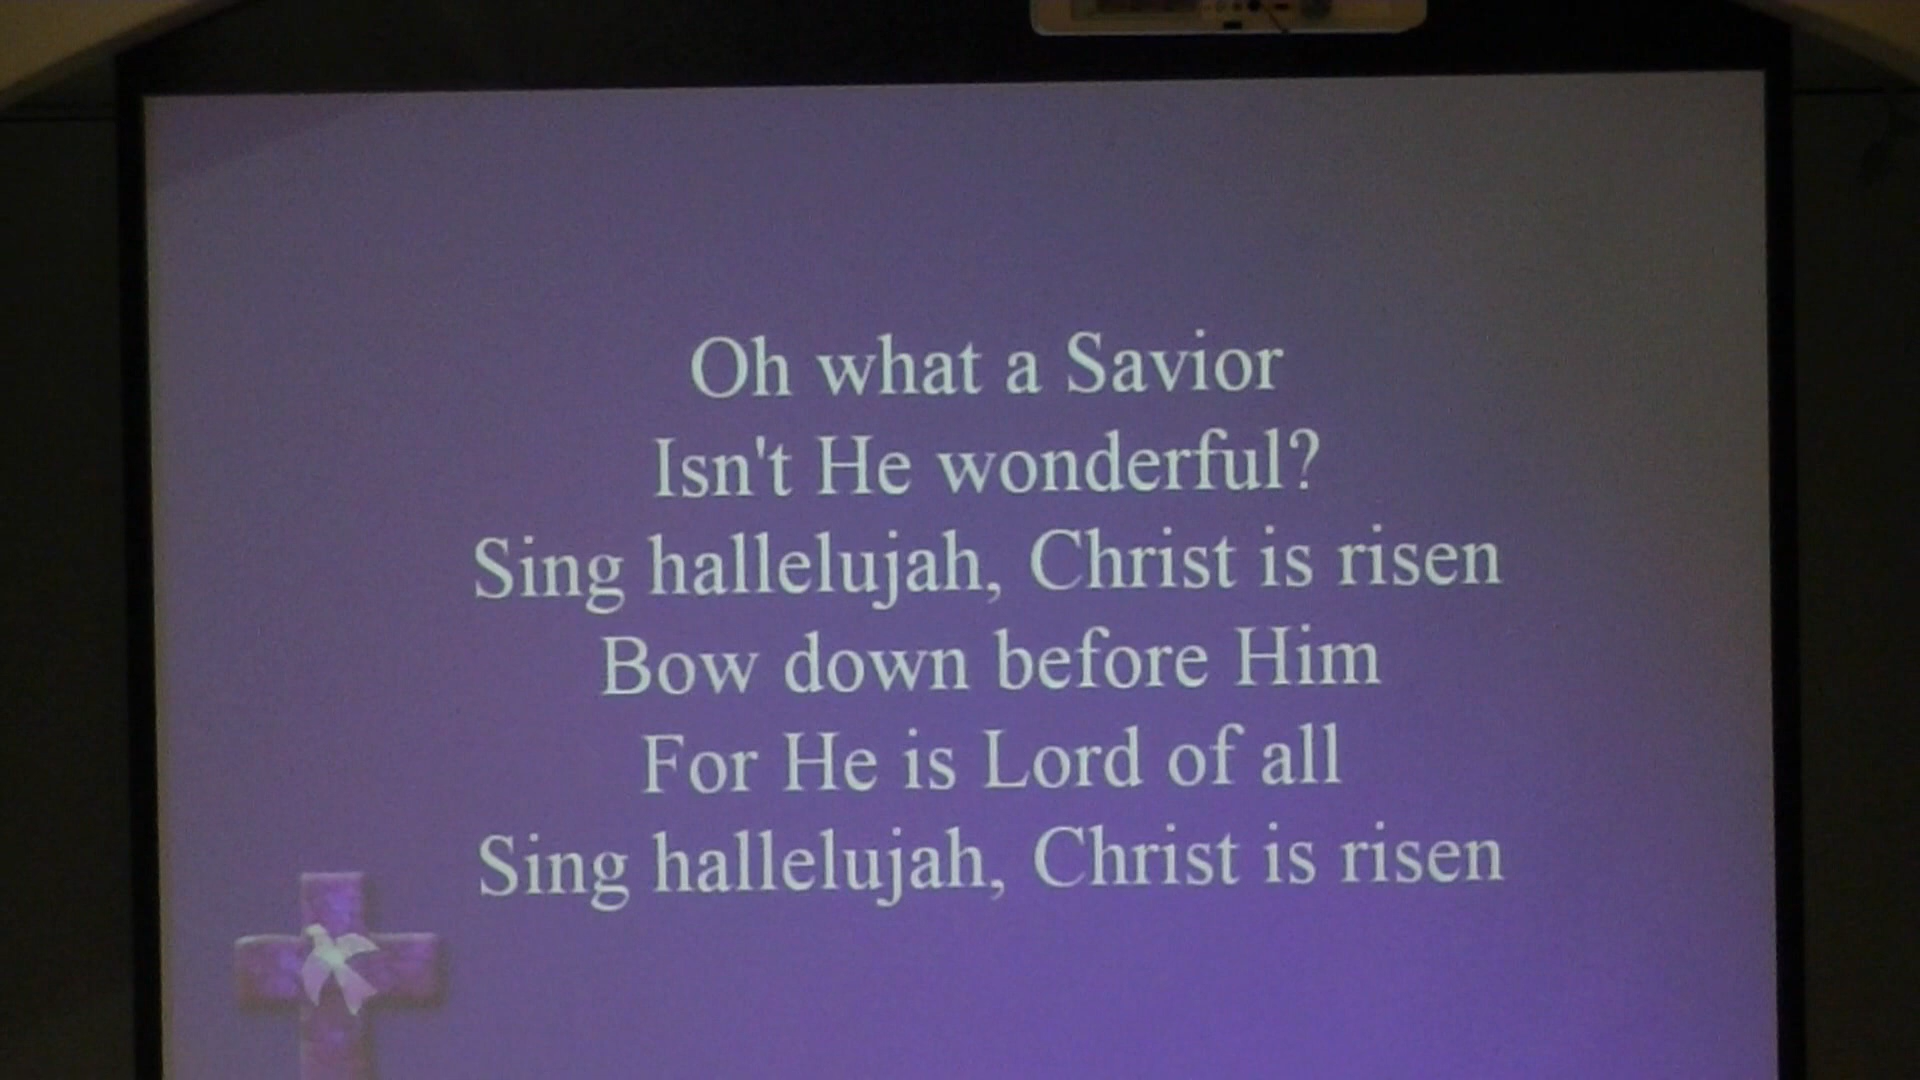 Oh what a Savior
Isn't He wonderful?
Sing hallelujah, Christ is risen
Bow down before Him
For He is Lord of all
Sing hallelujah, Christ is risen